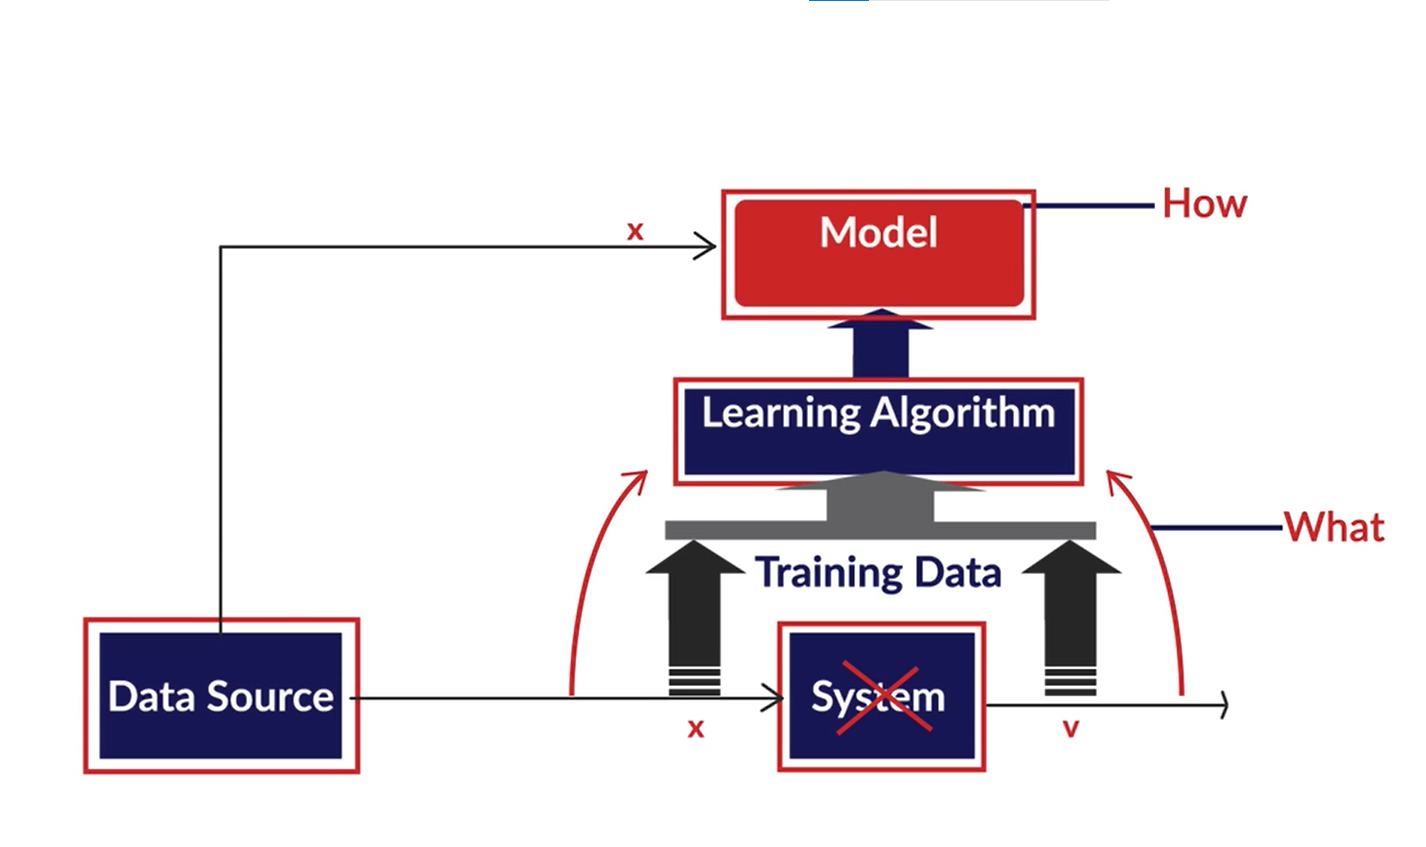 How
x
Model
Learning Algorithm
What
Training Data
Data Source
System
x
v